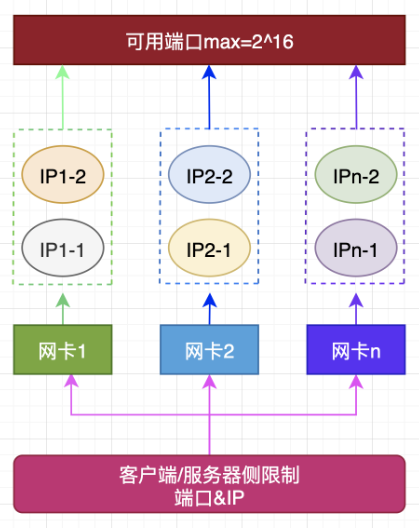 可用端口max=2^16
IP1-2 IP2-2 IPn-2
IP1-1 IP2-1 IPn-1
网卡1 网卡2 网卡n
客户端/服务器侧限制
端口&IP